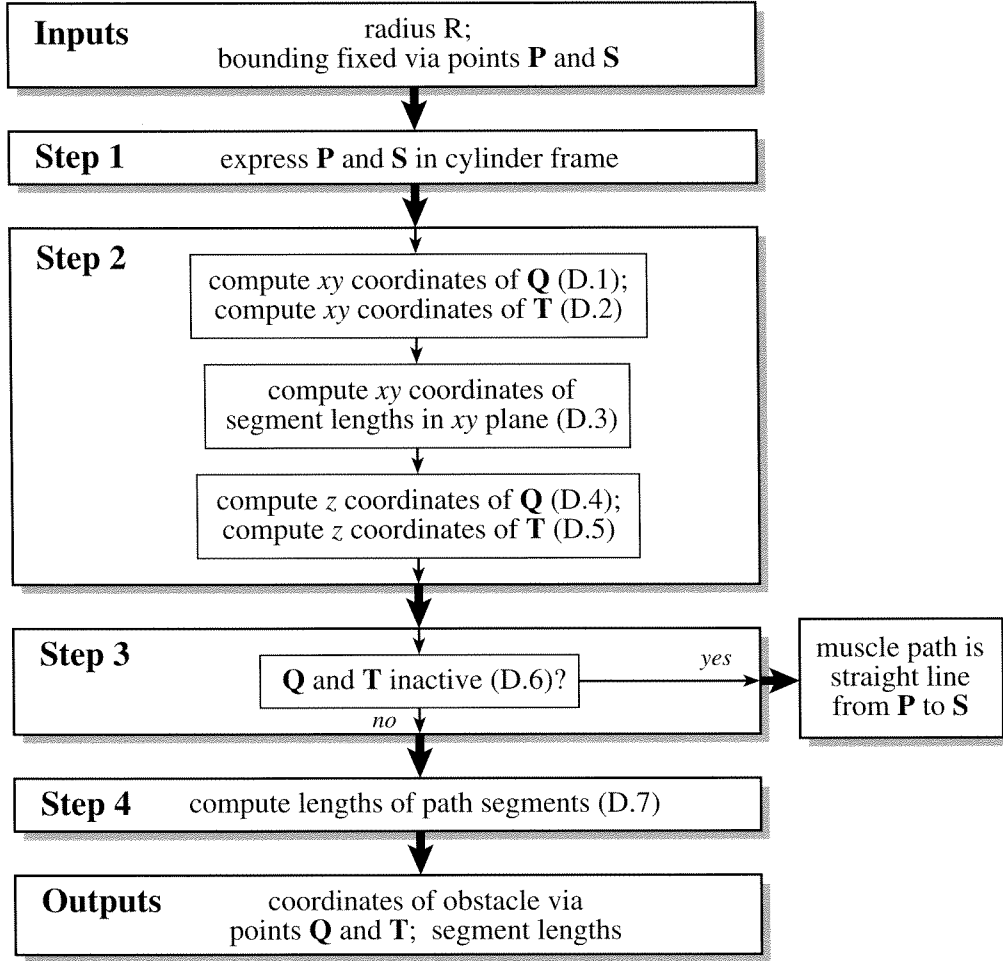 Inputs
radius R;
bounding fixed via points P and S
Step 1
express P and S in cylinder frame
Step 2
compute xy coordinates of Q (D.1);
compute xy coordinates of T (D.2)
compute xy coordinates of
segment lengths in xy plane (D.3)
compute z coordinates of Q (D.4);
compute z coordinates of T (D.5)
Step 3
Q and T inactive (D.6)?
yes
no
muscle path is
straight line
from P to S
Step 4
compute lengths of path segments (D.7)
Outputs
coordinates of obstacle via
points Q and T; segment lengths